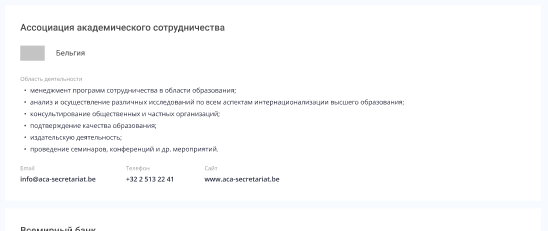 Ассоциация академического сотрудничества
Бельгия
Область деятельности
• менеджмент программ сотрудничества в области образования;
• анализ и осуществление различных исследований по всем аспектам интернационализации высшего образования;
• консультирование общественных и частных организаций;
• подтверждение качества образования;
• издательскую деятельность;
• проведение семинаров, конференций и др. мероприятий.
Email Телефон Сайт
info@aca-secretariat.be +32 2 513 22 41 www.aca-secretariat.be
Всемирный банк